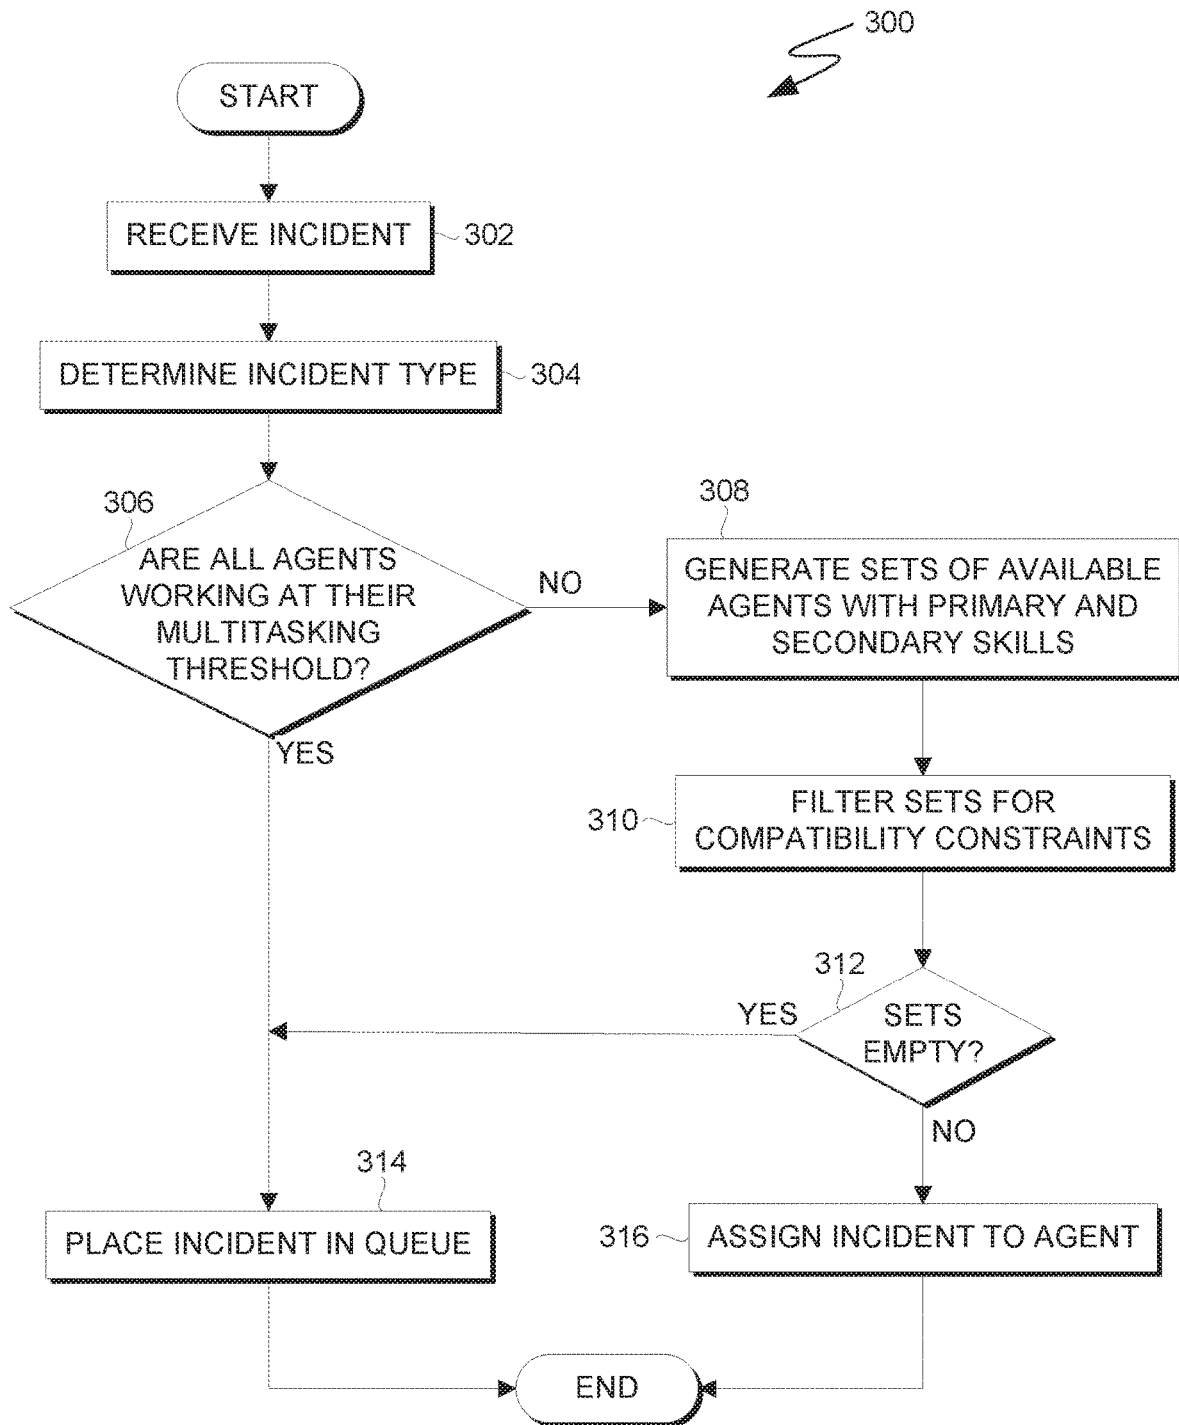 300
START
RECEIVE INCIDENT
302
DETERMINE INCIDENT TYPE
304
306
ARE ALL AGENTS
WORKING AT THEIR
MULTITASKING
THRESHOLD?
NO
YES
308
GENERATE SETS OF AVAILABLE
AGENTS WITH PRIMARY AND
SECONDARY SKILLS
310
FILTER SETS FOR
COMPATIBILITY CONSTRAINTS
312
YES
SETS
EMPTY?
NO
314
PLACE INCIDENT IN QUEUE
316
ASSIGN INCIDENT TO AGENT
END